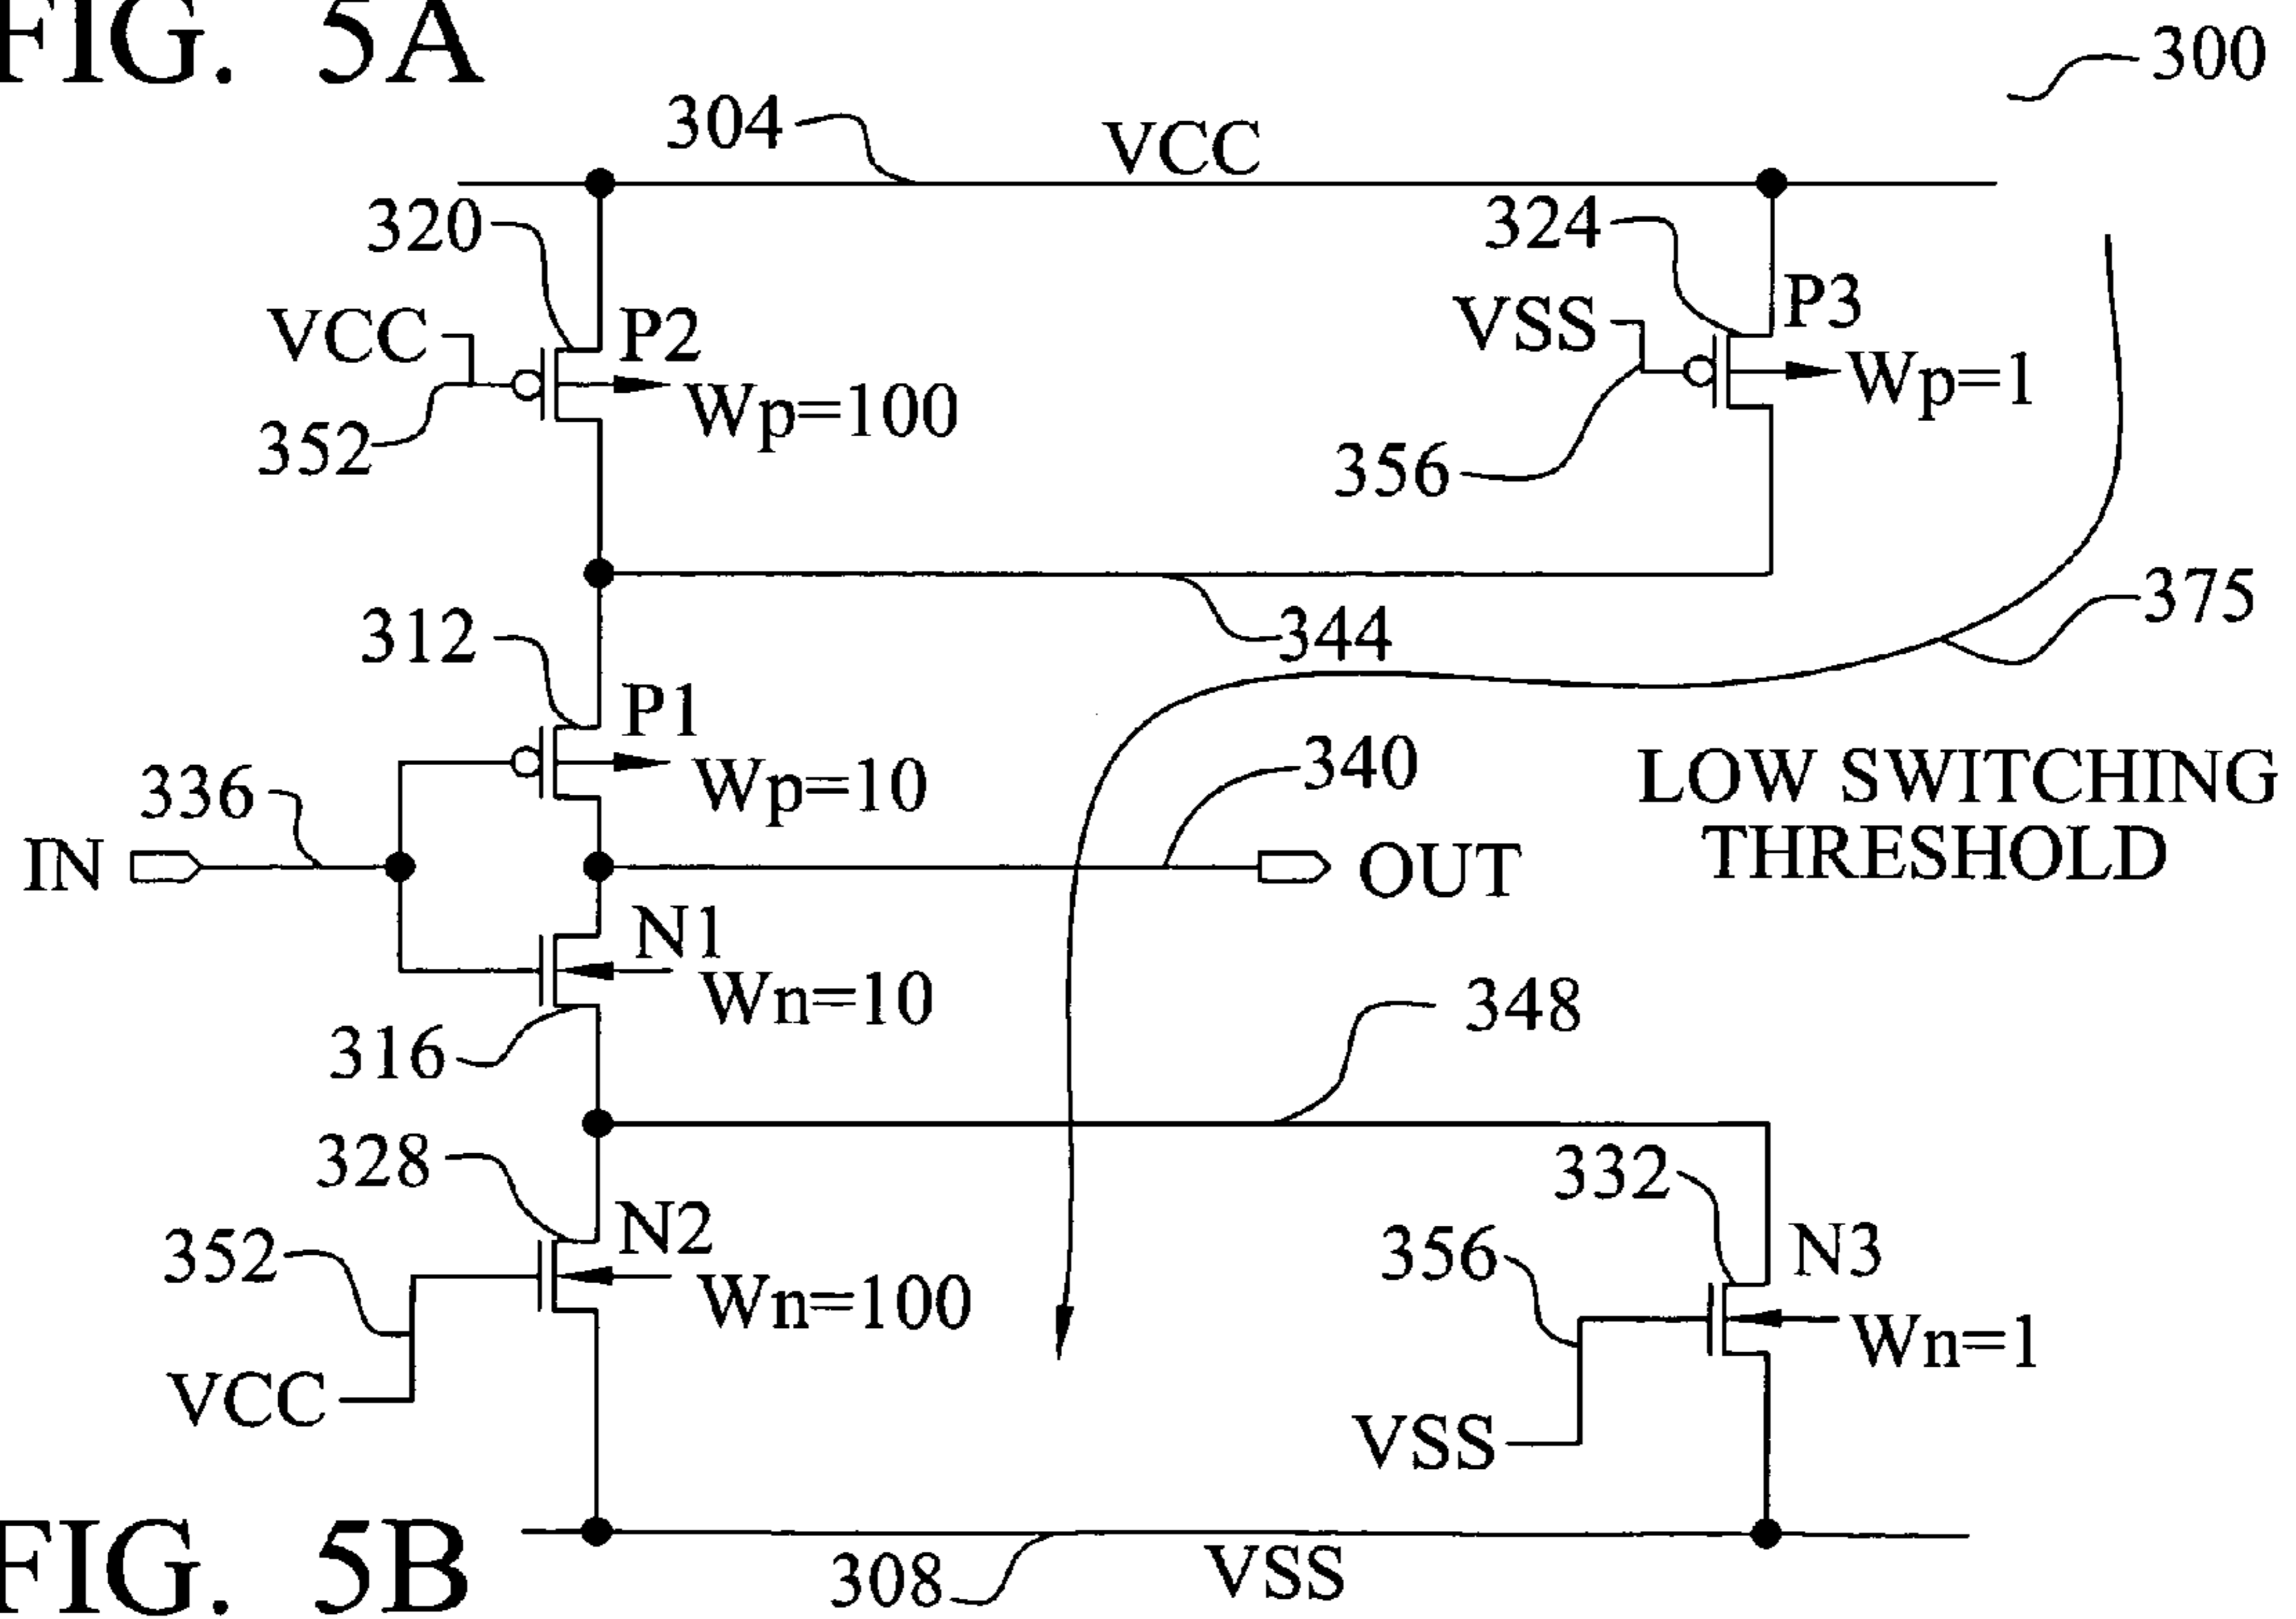 FIG. 5A
300
304
VCC
320
324
VCC
P2
VSS
P3
Wp=100
Wp=1
352
356
344
375
312
P1
336
Wp=10
340
LOW SWITCHING
THRESHOLD
IN
OUT
N1
Wn=10
316
348
328
332
352
N2
356
N3
Wn=100
Wn=1
VCC
VSS
FIG. 5B
308
VSS